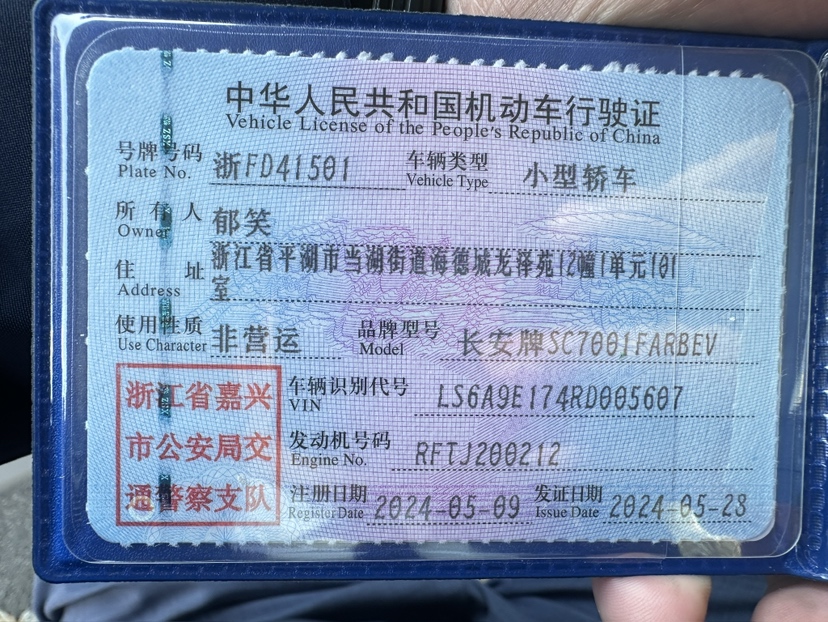 中华人民共和国机动车行驶证
Vehicle License of the People's Republic of China
号牌号码 浙FD41501 车辆类型 小型轿车
Plate No. Vehicle Type
所有人 郁笑
Owner
住址 浙江省平湖市当湖街道海德城龙泽苑12幢1单元101
Address 室
使用性质 非营运 品牌型号 长安牌SC7001FARBEV
Use Character Model
浙江省嘉兴
市公安局交
通警察支队
车辆识别代号 LS6A9E174RD005607
VIN
发动机号码 RFTJ200212
Engine No.
注册日期 2024-05-09 发证日期 2024-05-28
Register Date Issue Date